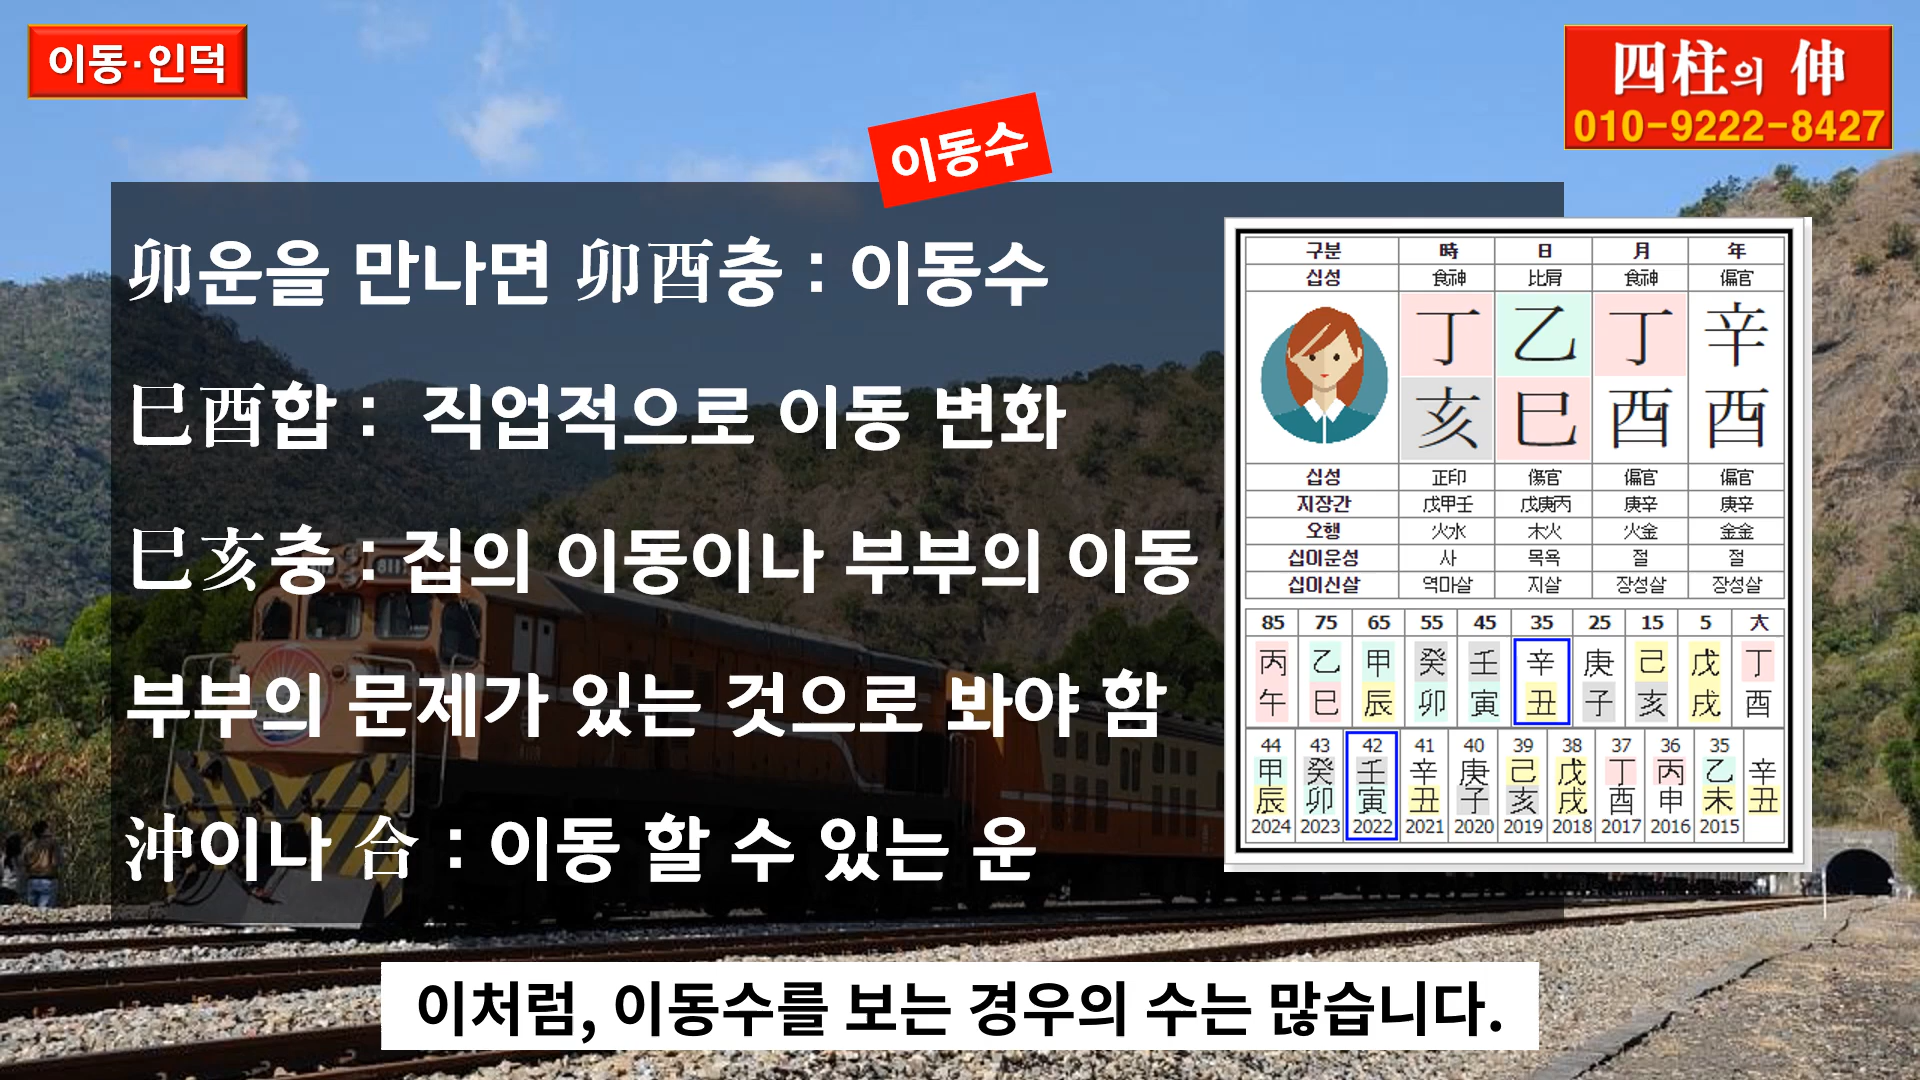 이동·인덕
四柱의 伸
010-9222-8427
이동수
卯운을 만나면 卯酉충 : 이동수
巳酉합 : 직업적으로 이동 변화
巳亥충 : 집의 이동이나 부부의 이동
부부의 문제가 있는 것으로 봐야 함
沖이나 合 : 이동 할 수 있는 운
구분 時 日 月 年
십성 食神 比肩 食神 偏官
丁 乙 丁 辛
亥 巳 酉 酉
십성 正印 傷官 偏官 偏官
지장간 戊甲壬 戊庚丙 庚辛 庚辛
오행 火水 木火 火金 金金
십이운성 사 목욕 절 절
십이신살 역마살 지살 장성살 장성살
85 75 65 55 45 35 25 15 5 六
丙 乙 甲 癸 壬 辛 庚 己 戊 丁
午 巳 辰 卯 寅 丑 子 亥 戌 酉
44 43 42 41 40 39 38 37 36 35
甲 癸 壬 辛 庚 己 戊 丁 丙 乙 辛
辰 卯 寅 丑 子 亥 戌 酉 申 未 丑
2024 2023 2022 2021 2020 2019 2018 2017 2016 2015
이처럼, 이동수를 보는 경우의 수는 많습니다.